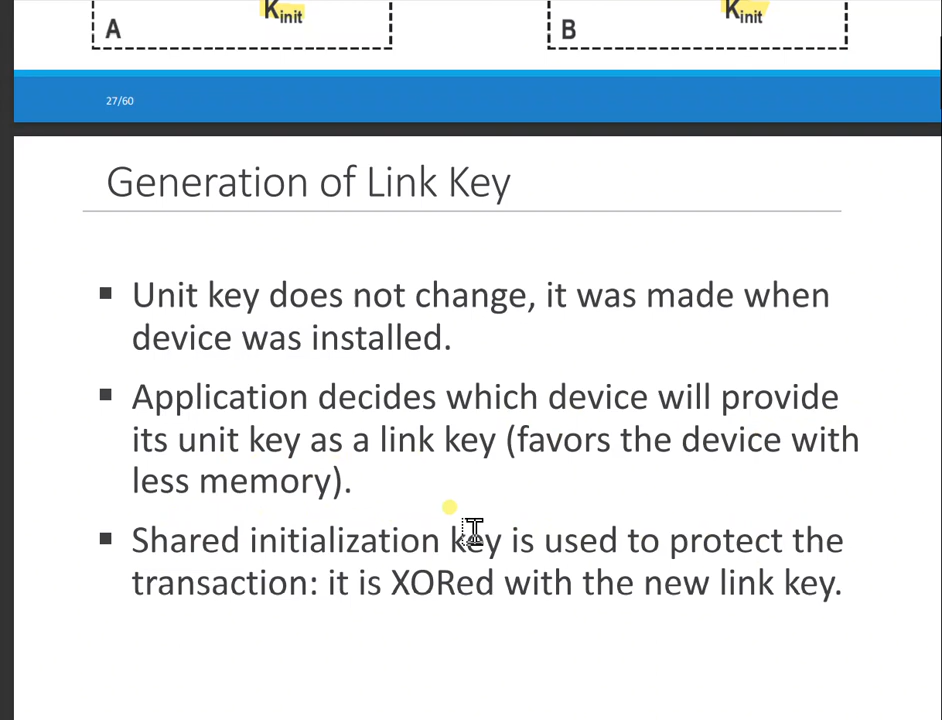 Kinit Kinit
A B
27/60
Generation of Link Key
▪ Unit key does not change, it was made when
device was installed.
▪ Application decides which device will provide
its unit key as a link key (favors the device with
less memory).
▪ Shared initialization key is used to protect the
transaction: it is XORed with the new link key.